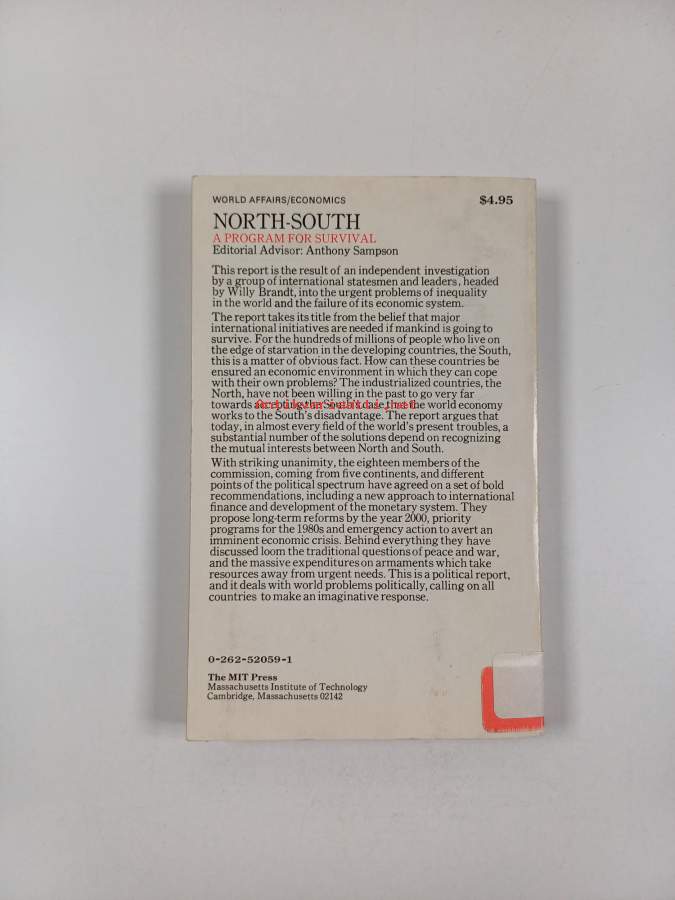 WORLD AFFAIRS/ECONOMICS $4.95
NORTH-SOUTH
A PROGRAM FOR SURVIVAL
Editorial Advisor: Anthony Sampson
This report is the result of an independent investigation
by a group of international statesmen and leaders, headed
by Willy Brandt, into the urgent problems of inequality
in the world and the failure of its economic system.
The report takes its title from the belief that major
international initiatives are needed if mankind is going to
survive. For the hundreds of millions of people who live on
the edge of starvation in the developing countries, the South,
this is a matter of obvious fact. How can these countries be
ensured an economic environment in which they can cope
with their own problems? The industrialized countries, the
North, have not been willing in the past to go very far
towards accepting the South's case that the world economy
works to the South's disadvantage. The report argues that
today, in almost every field of the world's present troubles, a
substantial number of the solutions depend on recognizing
the mutual interests between North and South.
With striking unanimity, the eighteen members of the
commission, coming from five continents, and different
points of the political spectrum have agreed on a set of bold
recommendations, including a new approach to international
finance and development of the monetary system. They
propose long-term reforms by the year 2000, priority
programs for the 1980s and emergency action to avert an
imminent economic crisis. Behind everything they have
discussed loom the traditional questions of peace and war,
and the massive expenditures on armaments which take
resources away from urgent needs. This is a political report,
and it deals with world problems politically, calling on all
countries to make an imaginative response.
0-262-52059-1
The MIT Press
Massachusetts Institute of Technology
Cambridge, Massachusetts 02142